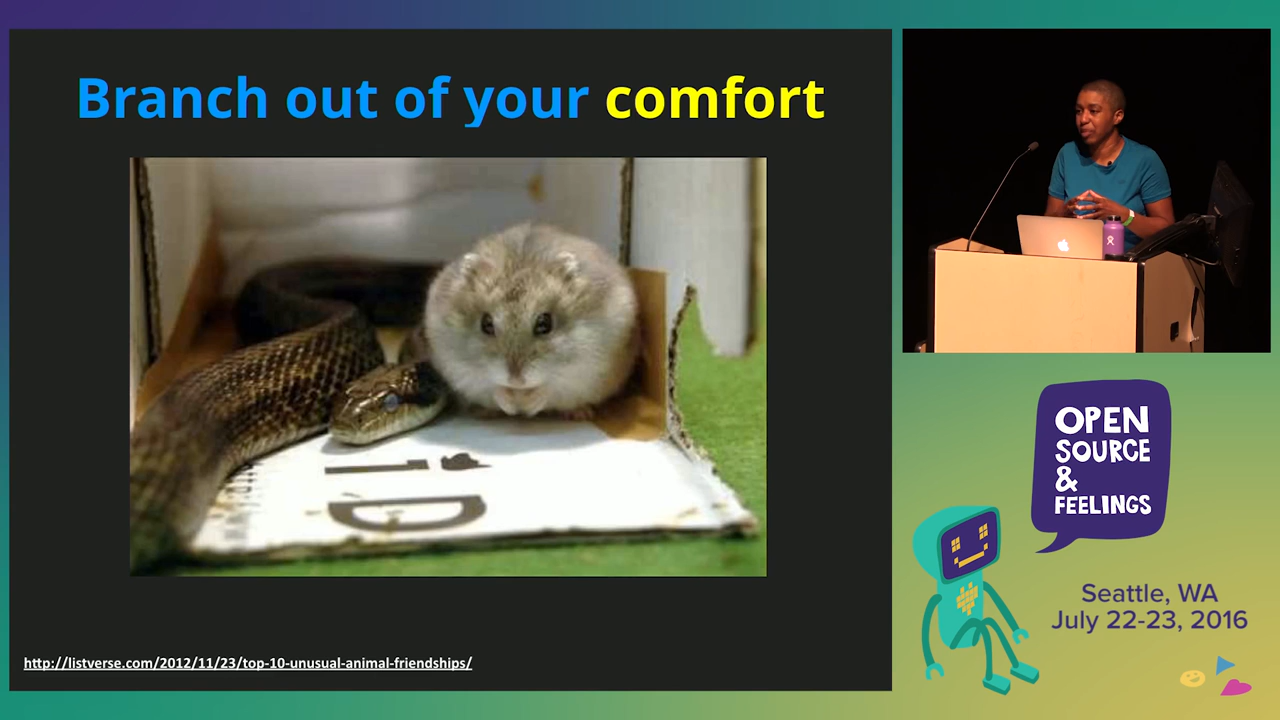 Branch out of your comfort
http://listverse.com/2012/11/23/top-10-unusual-animal-friendships/
OPEN
SOURCE
&
FEELINGS
Seattle, WA
July 22-23, 2016